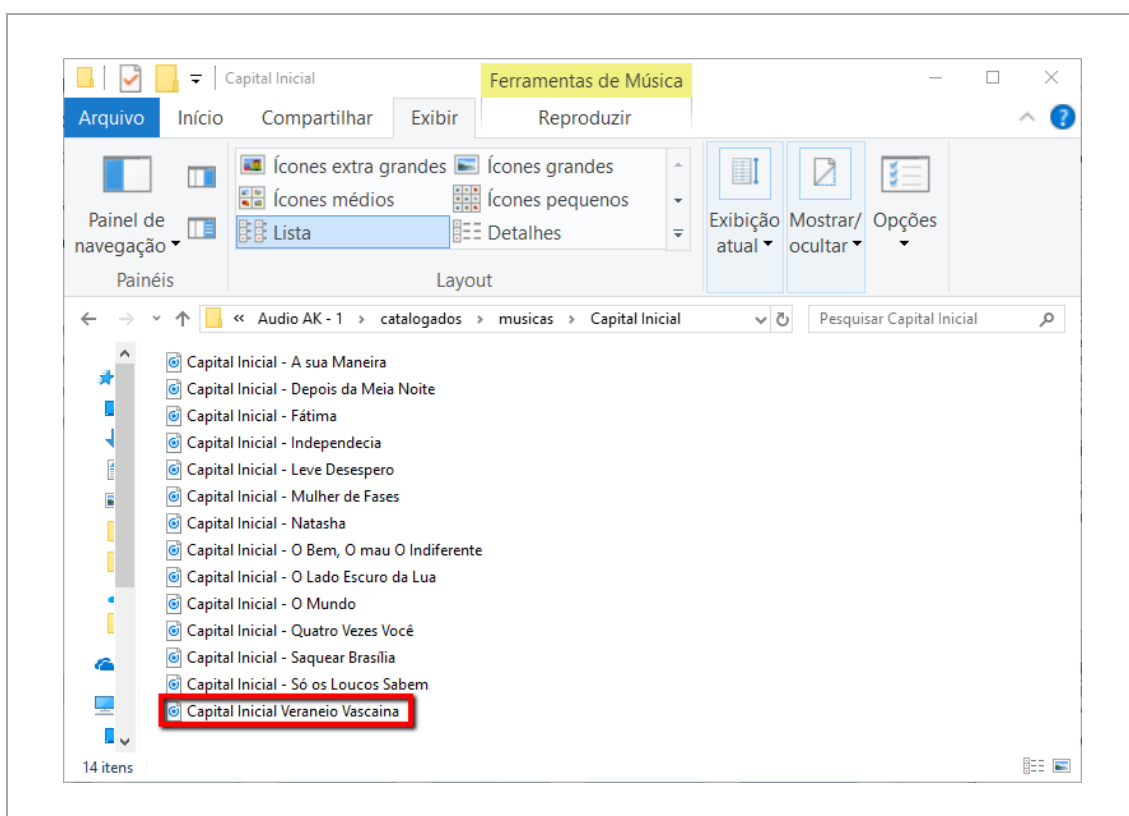 Capital Inicial
Ferramentas de Música
Arquivo Início Compartilhar Exibir Reproduzir
Ícones extra grandes Ícones grandes
Ícones médios Ícones pequenos
Lista Detalhes
Painel de navegação
Exibição atual
Mostrar/ ocultar
Opções
Painéis Layout
« Audio AK - 1 > catalogados > musicas > Capital Inicial
Pesquisar Capital Inicial
Capital Inicial - A sua Maneira
Capital Inicial - Depois da Meia Noite
Capital Inicial - Fátima
Capital Inicial - Independecia
Capital Inicial - Leve Desespero
Capital Inicial - Mulher de Fases
Capital Inicial - Natasha
Capital Inicial - O Bem, O mau O Indiferente
Capital Inicial - O Lado Escuro da Lua
Capital Inicial - O Mundo
Capital Inicial - Quatro Vezes Você
Capital Inicial - Saquear Brasília
Capital Inicial - Só os Loucos Sabem
Capital Inicial Veraneio Vascaina
14 itens